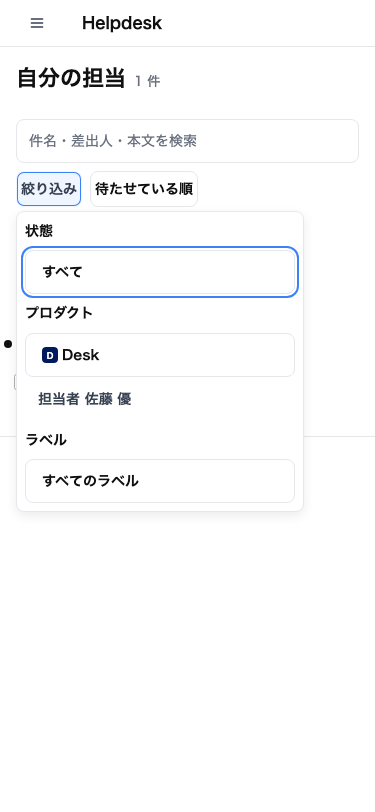 Helpdesk
自分の担当 1 件
件名・差出人・本文を検索
絞り込み 待たせている順
状態
すべて
プロダクト
D Desk
担当者 佐藤 優
ラベル
すべてのラベル